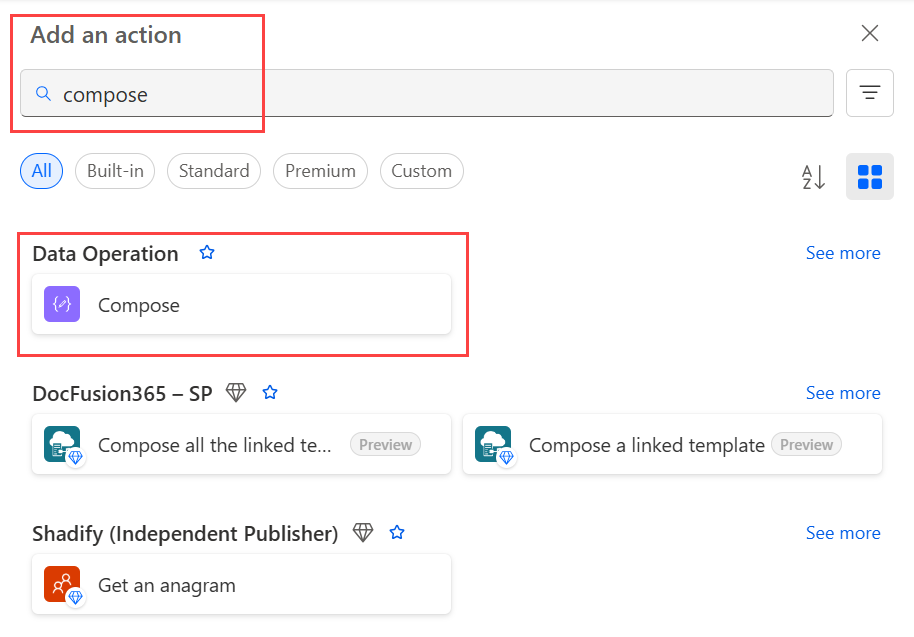 Add an action
compose
All Built-in Standard Premium Custom
A
Z
Data Operation See more
Compose
DocFusion365 – SP See more
Compose all the linked te... Preview Compose a linked template Preview
Shadify (Independent Publisher) See more
Get an anagram